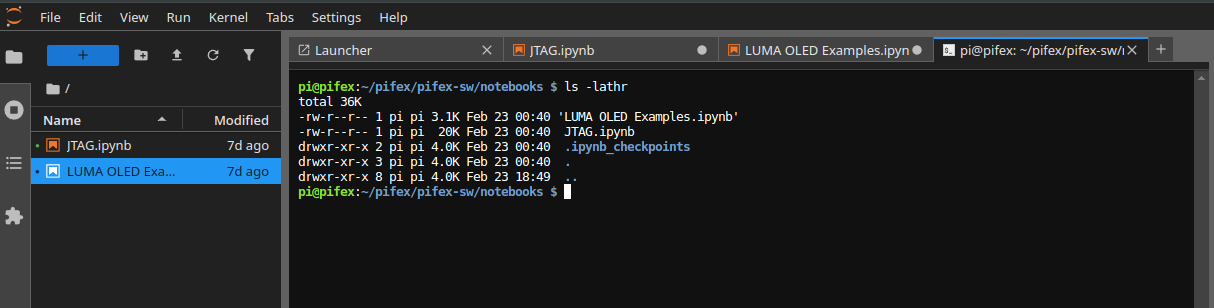 File Edit View Run Kernel Tabs Settings Help
+
/
Name Modified
JTAG.ipynb 7d ago
LUMA OLED Exa... 7d ago
Launcher JTAG.ipynb LUMA OLED Examples.ipyn pi@pifex: ~/pifex/pifex-sw/r +
pi@pifex:~/pifex/pifex-sw/notebooks $ ls -lathr
total 36K
-rw-r--r-- 1 pi pi 3.1K Feb 23 00:40 'LUMA OLED Examples.ipynb'
-rw-r--r-- 1 pi pi  20K Feb 23 00:40  JTAG.ipynb
drwxr-xr-x 2 pi pi 4.0K Feb 23 00:40  .ipynb_checkpoints
drwxr-xr-x 3 pi pi 4.0K Feb 23 00:40  .
drwxr-xr-x 8 pi pi 4.0K Feb 23 18:49  ..
pi@pifex:~/pifex/pifex-sw/notebooks $